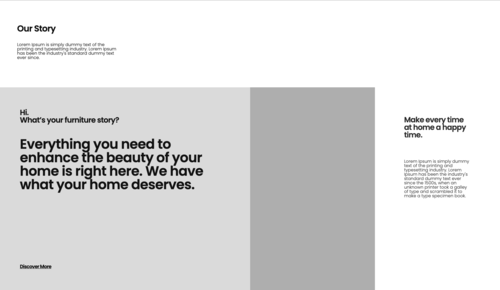 Our Story
Lorem Ipsum is simply dummy text of the
printing and typesetting industry. Lorem Ipsum
has been the industry's standard dummy text
ever since.
Hi.
What's your furniture story?
Everything you need to
enhance the beauty of your
home is right here. We have
what your home deserves.
Discover More
Make every time
at home a happy
time.
Lorem Ipsum is simply dummy
text of the printing and
typesetting industry. Lorem
Ipsum has been the industry's
standard dummy text ever
since the 1500s, when an
unknown printer took a galley
of type and scrambled it to
make a type specimen book.